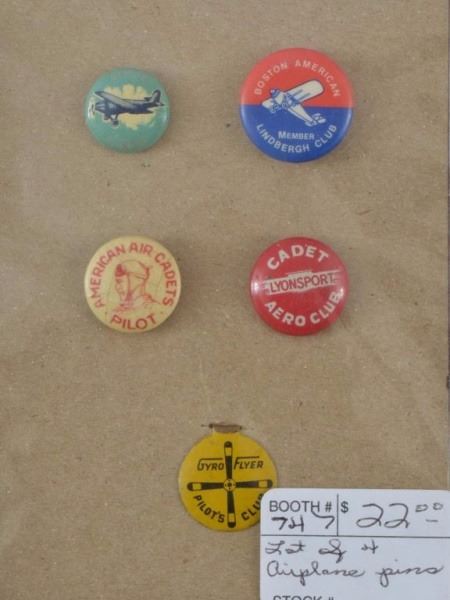 BOSTON AMERICAN
MEMBER
LINDBERGH CLUB
AMERICAN AIR CADETS
PILOT
CADET
LYONSPORT
AERO CLUB
GYRO FLYER
PILOT'S CLUB
BOOTH # $ 22.00
747
Lot of 4
Airplane pins
STOCK #